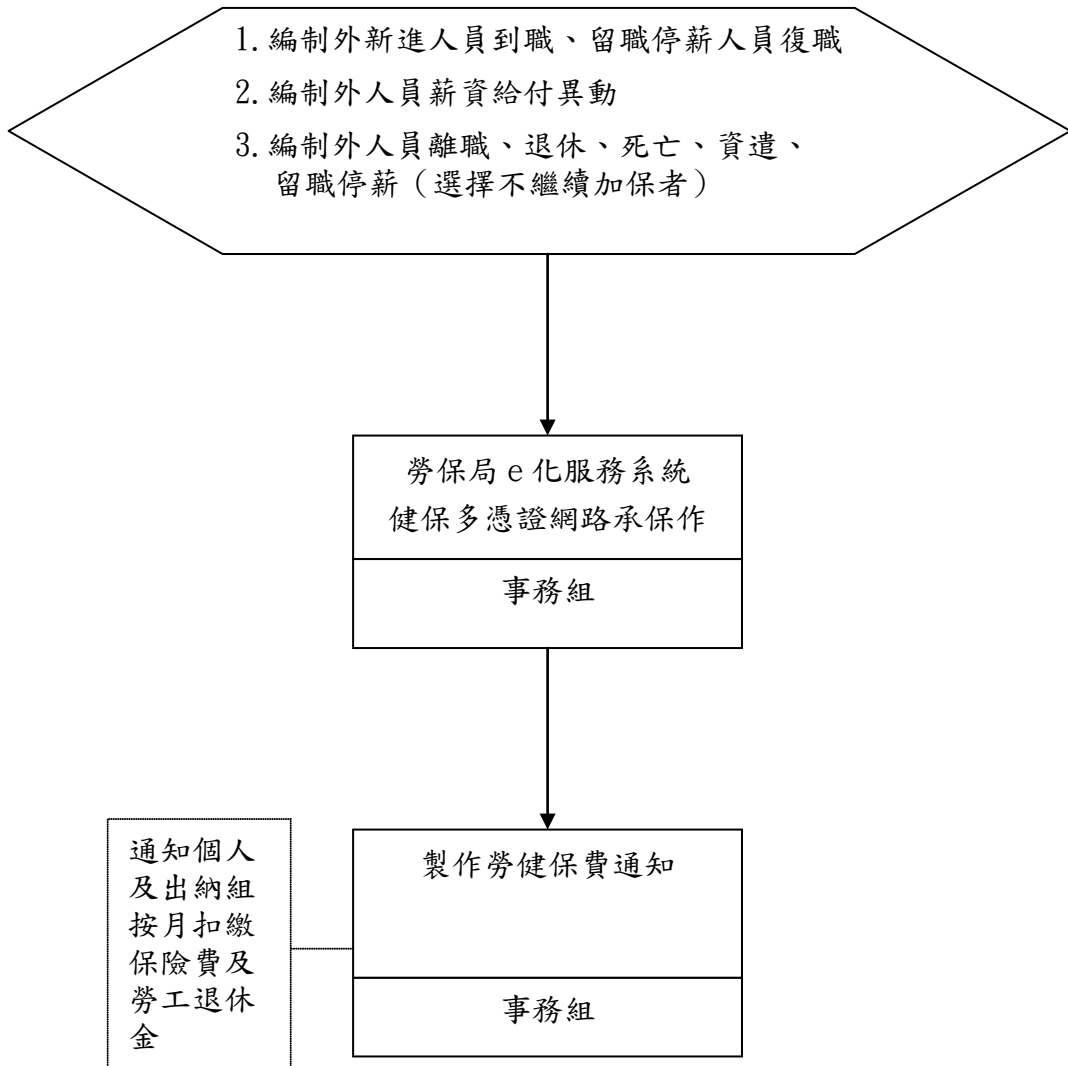 1.編制外新進人員到職、留職停薪人員復職
2.編制外人員薪資給付異動
3.編制外人員離職、退休、死亡、資遣、
留職停薪（選擇不繼續加保者）
勞保局 e 化服務系統
健保多憑證網路承保作
事務組
通知個人
及出納組
按月扣繳
保險費及
勞工退休
金
製作勞健保費通知
事務組